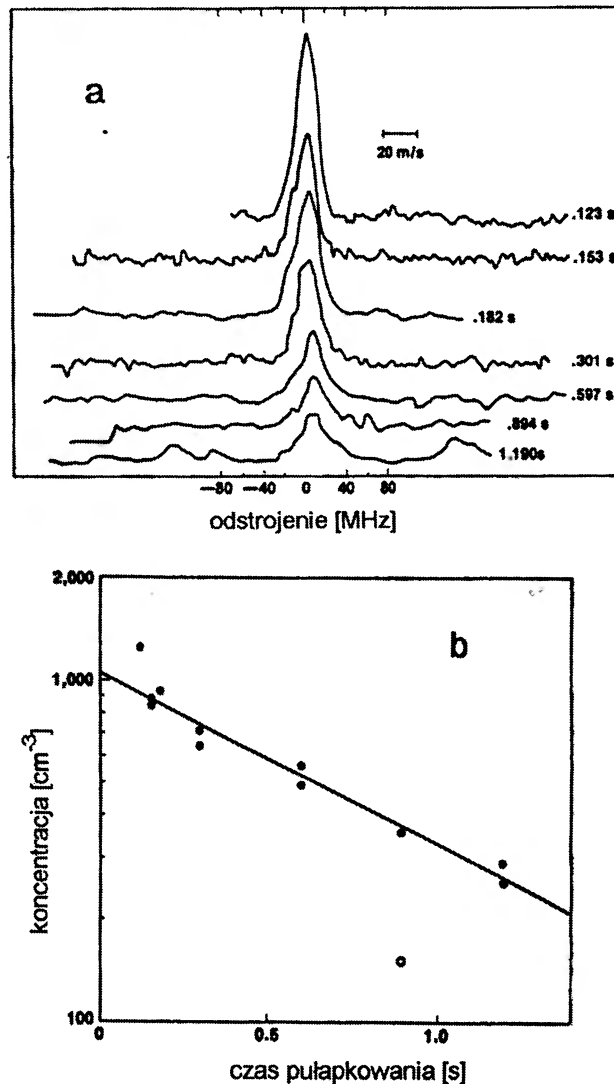 a
20 m/s
.123 s
.153 s
.182 s
.301 s
.597 s
.894 s
1.190s
−80 −40 0 40 80
odstrojenie [MHz]
2,000
b
1,000
koncentracja [cm-3]
100
0 0.5 1.0
czas pułapkowania [s]